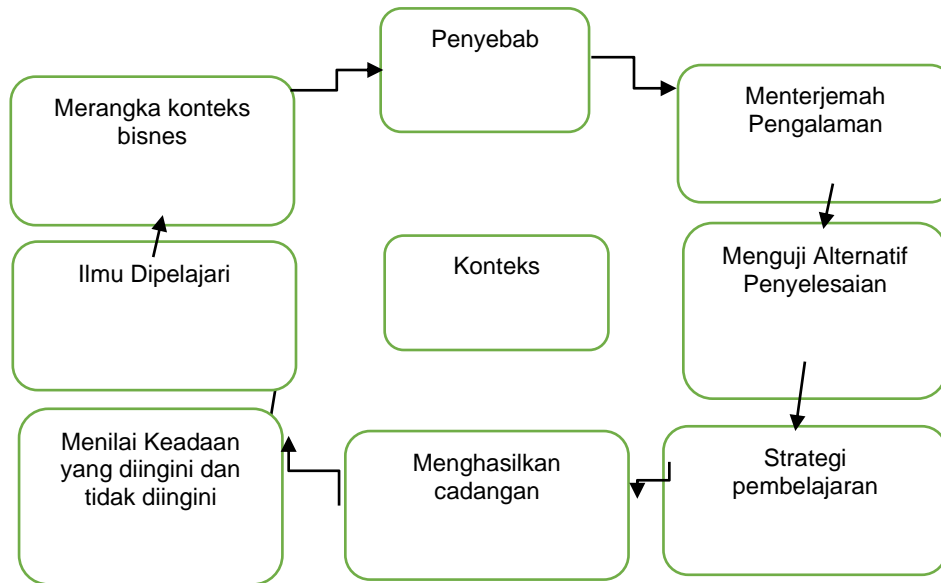 Penyebab
Merangka konteks
bisnes
Menterjemah
Pengalaman
Ilmu Dipelajari
Konteks
Menguji Alternatif
Penyelesaian
Menilai Keadaan
yang diingini dan
tidak diingini
Menghasilkan
cadangan
Strategi
pembelajaran